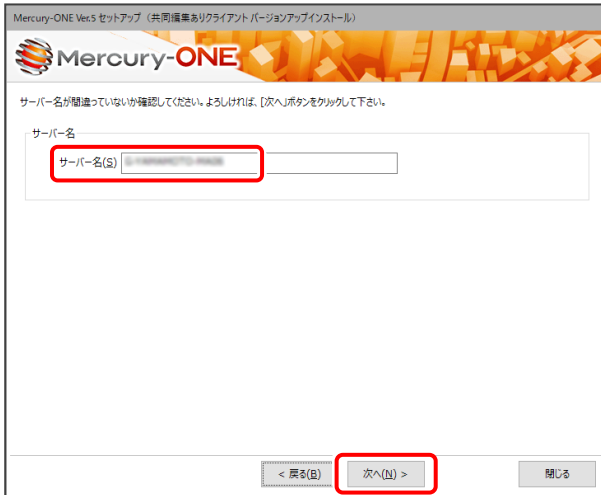 Mercury-ONE Ver.5 セットアップ（共同編集ありクライアント バージョンアップインストール）
Mercury-ONE
サーバー名が間違っていないか確認してください。よろしければ、[次へ]ボタンをクリックして下さい。
サーバー名
サーバー名(S)
< 戻る(B) 次へ(N) > 閉じる